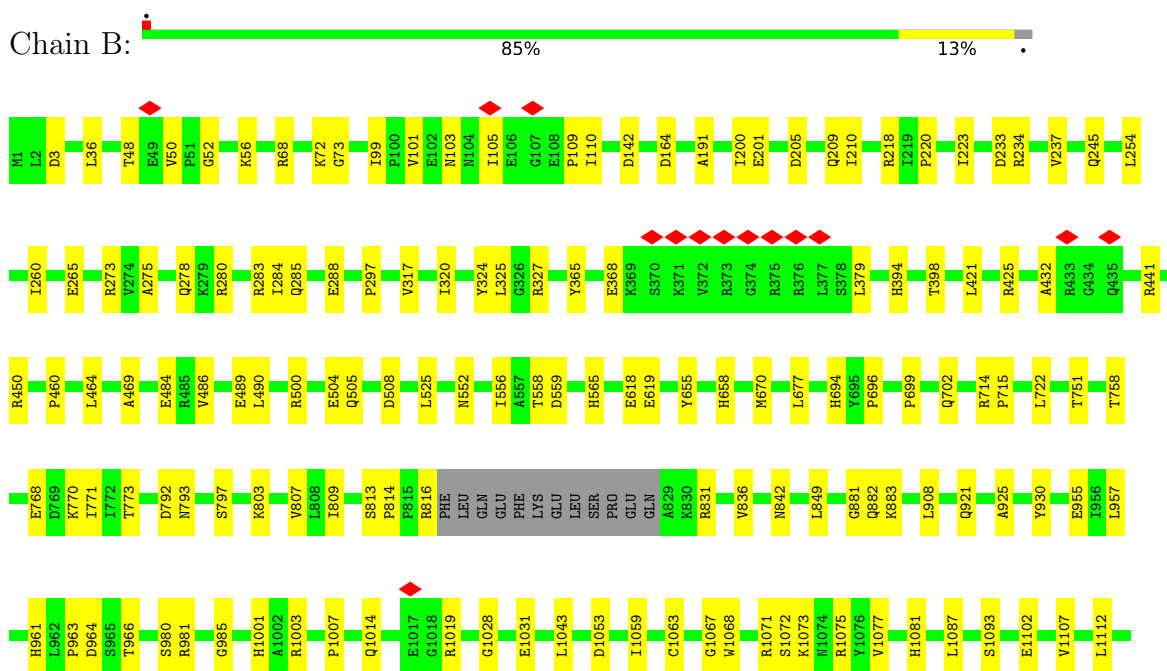 Chain B:
85% 13%
M1 L2 D3 L36 T48 E49 V50 P51 G52 K56 R68 K72 G73 I99 P100 V101 E102 N103 N104 I105 E106 G107 E108 P109 I110 D142 D164 A191 I200 E201 D205 Q209 I210 R218 I219 P220 I223 D233 R234 V237 Q245 L254
I260 E265 R273 V274 A275 Q278 K279 R280 R283 I284 Q285 E288 P297 V317 I320 Y324 L325 G326 R327 Y365 E368 K369 S370 K371 V372 R373 G374 R375 R376 L377 S378 L379 H394 T398 L421 R425 A432 R433 G434 Q435 R441
R450 P460 L464 A469 E484 R485 V486 E489 L490 R500 E504 Q505 D508 L525 N552 I556 A557 T558 D559 H565 E618 E619 Y655 H658 M670 L677 H694 Y695 P696 P699 Q702 R714 P715 L722 T751 T758
E768 D769 K770 I771 I772 T773 D792 N793 S797 K803 V807 L808 I809 S813 P814 P815 R816 PHE LEU GLN GLU PHE LYS GLU LEU SER PRO GLU GLN A829 K830 R831 V836 N842 L849 G881 Q882 K883 L908 Q921 A925 Y930 E955 I956 L957
H961 L962 P963 D964 S965 T966 S980 R981 G985 H1001 A1002 R1003 P1007 Q1014 E1017 G1018 R1019 G1028 E1031 L1043 D1053 I1059 C1063 G1067 W1068 R1071 S1072 K1073 N1074 R1075 Y1076 V1077 H1081 L1087 S1093 E1102 V1107 L1112